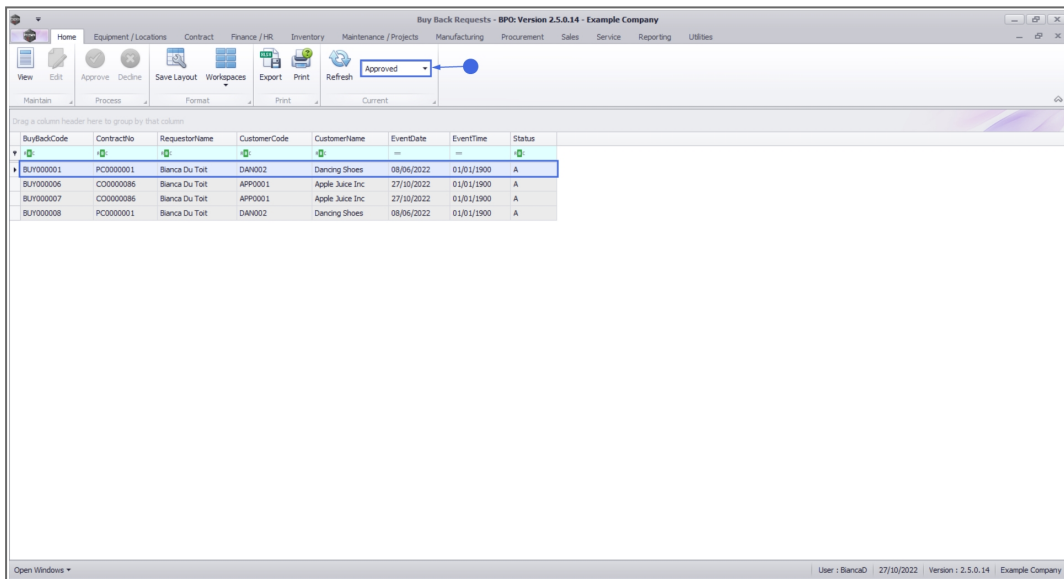 Buy Back Requests - BPO: Version 2.5.0.14 - Example Company
Home Equipment / Locations Contract Finance / HR Inventory Maintenance / Projects Manufacturing Procurement Sales Service Reporting Utilities
View Edit Approve Decline Save Layout Workspaces Export Print Refresh Approved
Maintain Process Format Print Current
Drag a column header here to group by that column
BuyBackCode ContractNo RequestorName CustomerCode CustomerName EventDate EventTime Status
BUY000001 PC0000001 Bianca Du Toit DAN002 Dancing Shoes 08/06/2022 01/01/1900 A
BUY000006 CO0000086 Bianca Du Toit APP0001 Apple Juice Inc 27/10/2022 01/01/1900 A
BUY000007 CO0000086 Bianca Du Toit APP0001 Apple Juice Inc 27/10/2022 01/01/1900 A
BUY000008 PC0000001 Bianca Du Toit DAN002 Dancing Shoes 08/06/2022 01/01/1900 A
Open Windows User : BiancaD 27/10/2022 Version : 2.5.0.14 Example Company